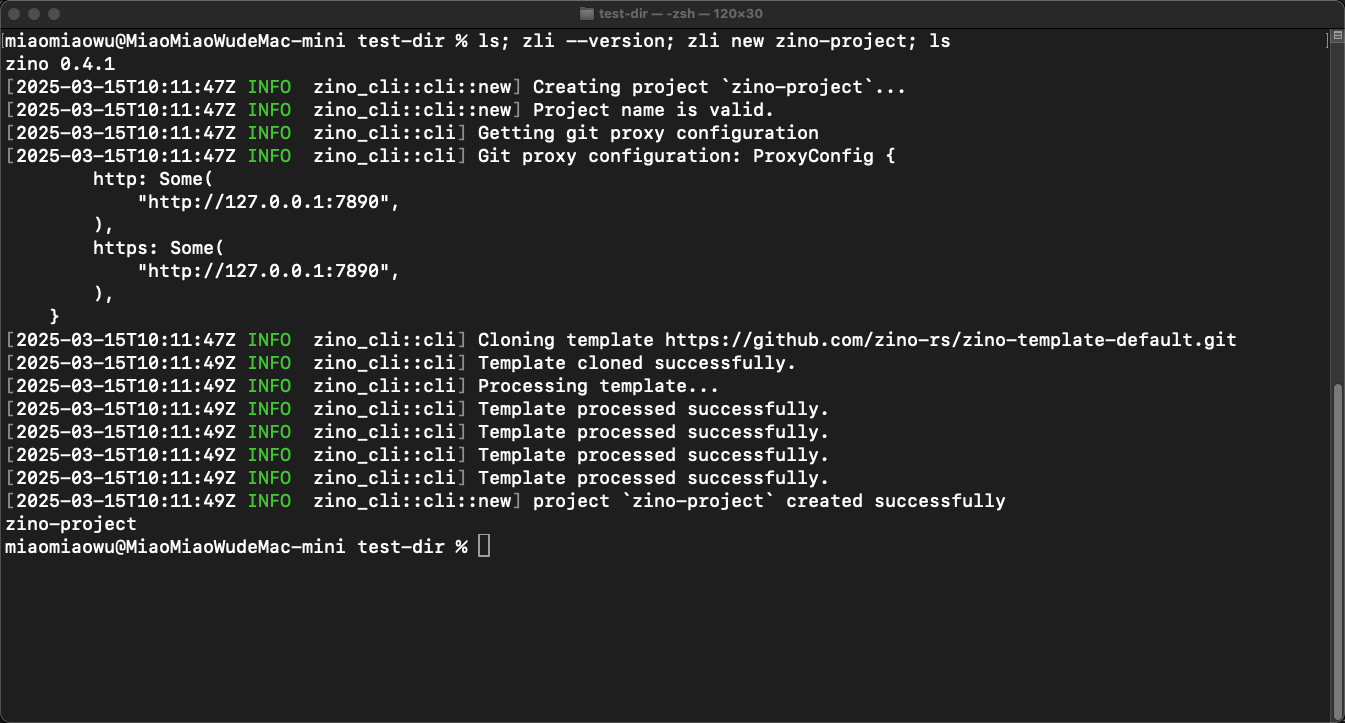 test-dir — -zsh — 120×30
miaomiaowu@MiaoMiaoWudeMac-mini test-dir % ls; zli --version; zli new zino-project; ls
zino 0.4.1
[2025-03-15T10:11:47Z INFO  zino_cli::cli::new] Creating project `zino-project`...
[2025-03-15T10:11:47Z INFO  zino_cli::cli::new] Project name is valid.
[2025-03-15T10:11:47Z INFO  zino_cli::cli] Getting git proxy configuration
[2025-03-15T10:11:47Z INFO  zino_cli::cli] Git proxy configuration: ProxyConfig {
        http: Some(
            "http://127.0.0.1:7890",
        ),
        https: Some(
            "http://127.0.0.1:7890",
        ),
    }
[2025-03-15T10:11:47Z INFO  zino_cli::cli] Cloning template https://github.com/zino-rs/zino-template-default.git
[2025-03-15T10:11:49Z INFO  zino_cli::cli] Template cloned successfully.
[2025-03-15T10:11:49Z INFO  zino_cli::cli] Processing template...
[2025-03-15T10:11:49Z INFO  zino_cli::cli] Template processed successfully.
[2025-03-15T10:11:49Z INFO  zino_cli::cli] Template processed successfully.
[2025-03-15T10:11:49Z INFO  zino_cli::cli] Template processed successfully.
[2025-03-15T10:11:49Z INFO  zino_cli::cli] Template processed successfully.
[2025-03-15T10:11:49Z INFO  zino_cli::cli::new] project `zino-project` created successfully
zino-project
miaomiaowu@MiaoMiaoWudeMac-mini test-dir %